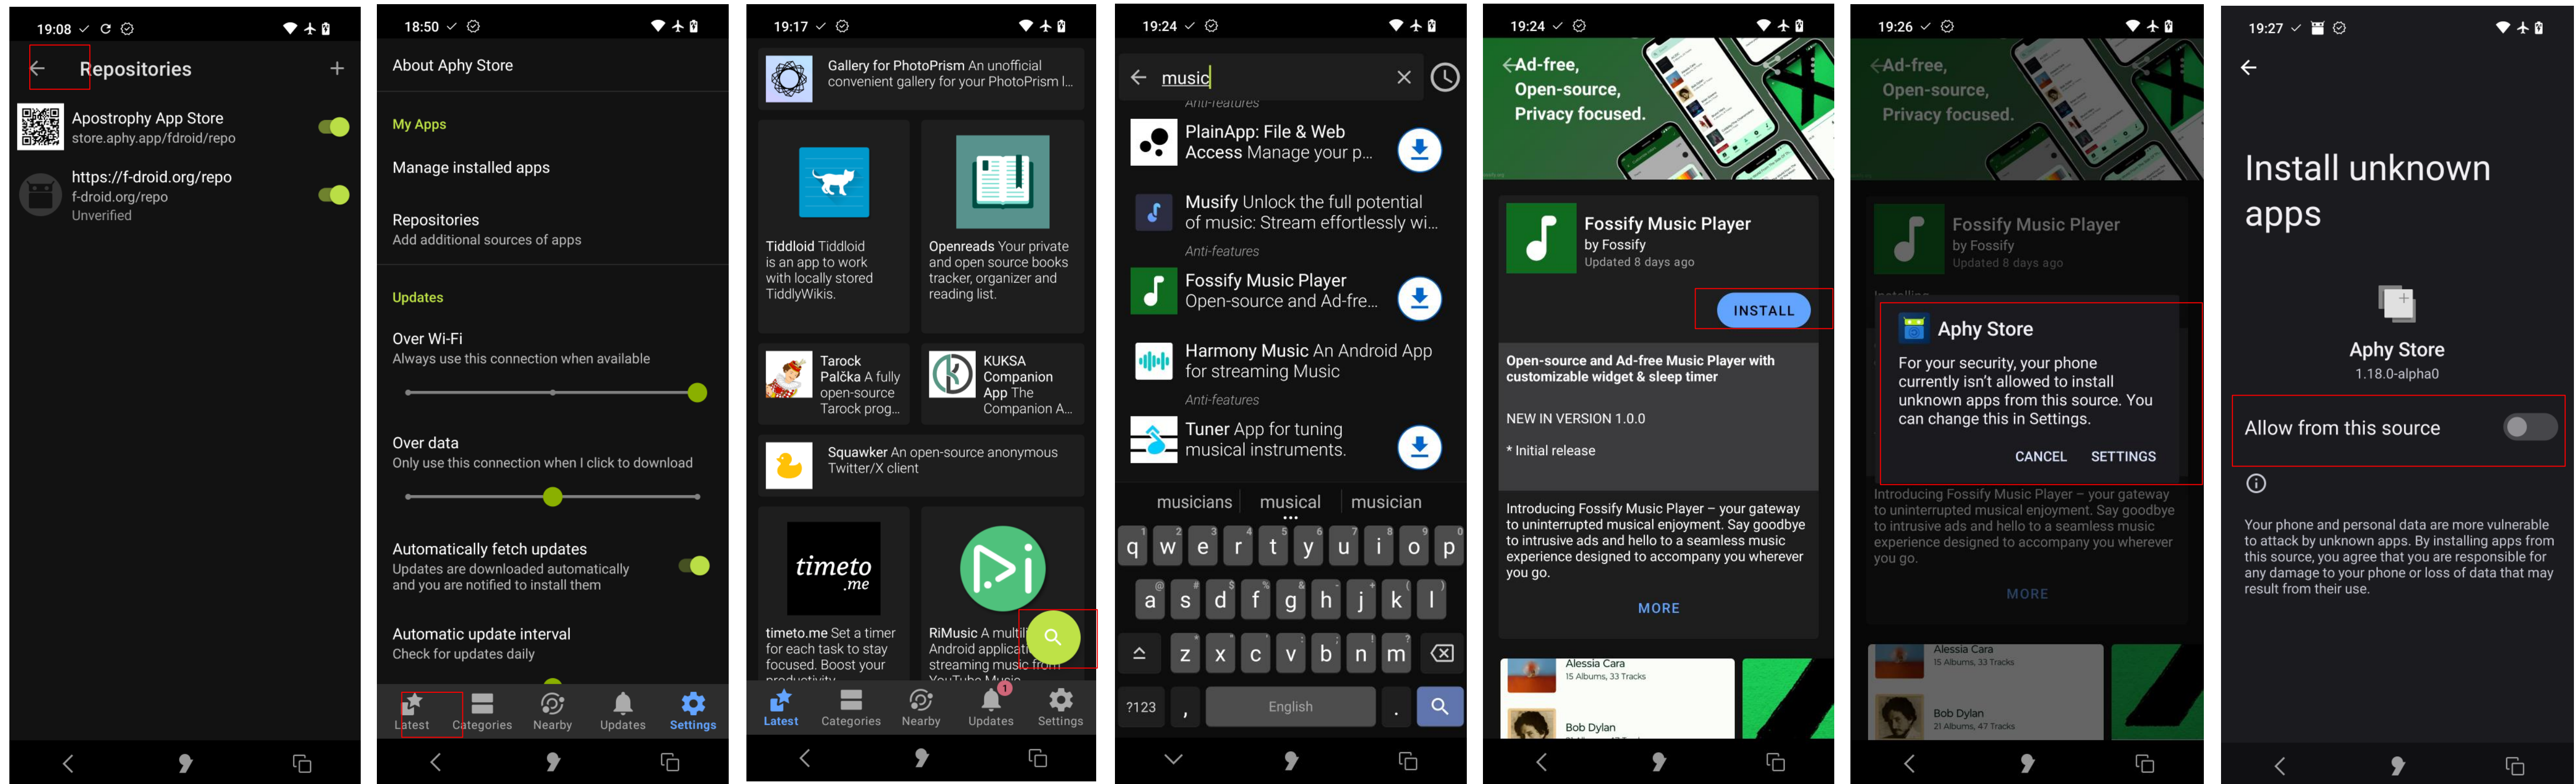 19:08
Repositories
Apostrophy App Store
store.aphy.app/fdroid/repo
https://f-droid.org/repo
f-droid.org/repo
Unverified
18:50
About Aphy Store
My Apps
Manage installed apps
Repositories
Add additional sources of apps
Updates
Over Wi-Fi
Always use this connection when available
Over data
Only use this connection when I click to download
Automatically fetch updates
Updates are downloaded automatically
and you are notified to install them
Automatic update interval
Check for updates daily
Latest
Categories
Nearby
Updates
Settings
19:17
Gallery for PhotoPrism An unofficial
convenient gallery for your PhotoPrism l...
Tiddloid Tiddloid
is an app to work
with locally stored
TiddlyWikis.
Openreads Your private
and open source books
tracker, organizer and
reading list.
Tarock
Palčka A fully
open-source
Tarock prog...
KUKSA
Companion
App The
Companion A...
Squawker An open-source anonymous
Twitter/X client
timeto
.me
timeto.me Set a timer
for each task to stay
focused. Boost your
productivity
RiMusic A multili
Android applicati
streaming music from
YouTube Music
1
Latest
Categories
Nearby
Updates
Settings
19:24
music
Anti-features
PlainApp: File & Web
Access Manage your p...
Musify Unlock the full potential
of music: Stream effortlessly wi...
Anti-features
Fossify Music Player
Open-source and Ad-fre...
Harmony Music An Android App
for streaming Music
Anti-features
Tuner App for tuning
musical instruments.
musicians musical musician
q1 w2 e3 r4 t5 y6 u7 i8 o9 p0
a@ s# d$ f% g& h- j+ k( l)
z* x" c' v: b; n! m?
?123 , English .
19:24
Ad-free,
Open-source,
Privacy focused.
Fossify Music Player
by Fossify
Updated 8 days ago
INSTALL
Open-source and Ad-free Music Player with
customizable widget & sleep timer
NEW IN VERSION 1.0.0
* Initial release
Introducing Fossify Music Player – your gateway
to uninterrupted musical enjoyment. Say goodbye
to intrusive ads and hello to a seamless music
experience designed to accompany you wherever
you go.
MORE
Alessia Cara
15 Albums, 33 Tracks
Bob Dylan
19:26
Ad-free,
Open-source,
Privacy focused.
Fossify Music Player
by Fossify
Updated 8 days ago
Installing
Aphy Store
For your security, your phone
currently isn't allowed to install
unknown apps from this source. You
can change this in Settings.
CANCEL SETTINGS
Introducing Fossify Music Player – your gateway
to uninterrupted musical enjoyment. Say goodbye
to intrusive ads and hello to a seamless music
experience designed to accompany you wherever
you go.
MORE
Alessia Cara
15 Albums, 33 Tracks
Bob Dylan
21 Albums, 47 Tracks
19:27
Install unknown
apps
Aphy Store
1.18.0-alpha0
Allow from this source
Your phone and personal data are more vulnerable
to attack by unknown apps. By installing apps from
this source, you agree that you are responsible for
any damage to your phone or loss of data that may
result from their use.